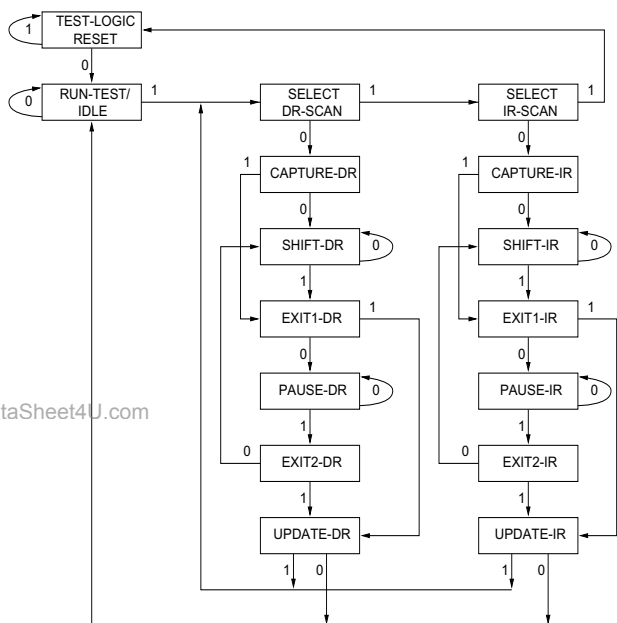 TEST-LOGIC
RESET
1
0
RUN-TEST/
IDLE
0
1
SELECT
DR-SCAN
1
SELECT
IR-SCAN
1
0
0
1
CAPTURE-DR
1
CAPTURE-IR
0
0
SHIFT-DR
0
SHIFT-IR
0
1
1
EXIT1-DR
1
EXIT1-IR
1
0
0
taSheet4U.com
PAUSE-DR
0
PAUSE-IR
0
1
1
0
EXIT2-DR
0
EXIT2-IR
1
1
UPDATE-DR
UPDATE-IR
1
0
1
0